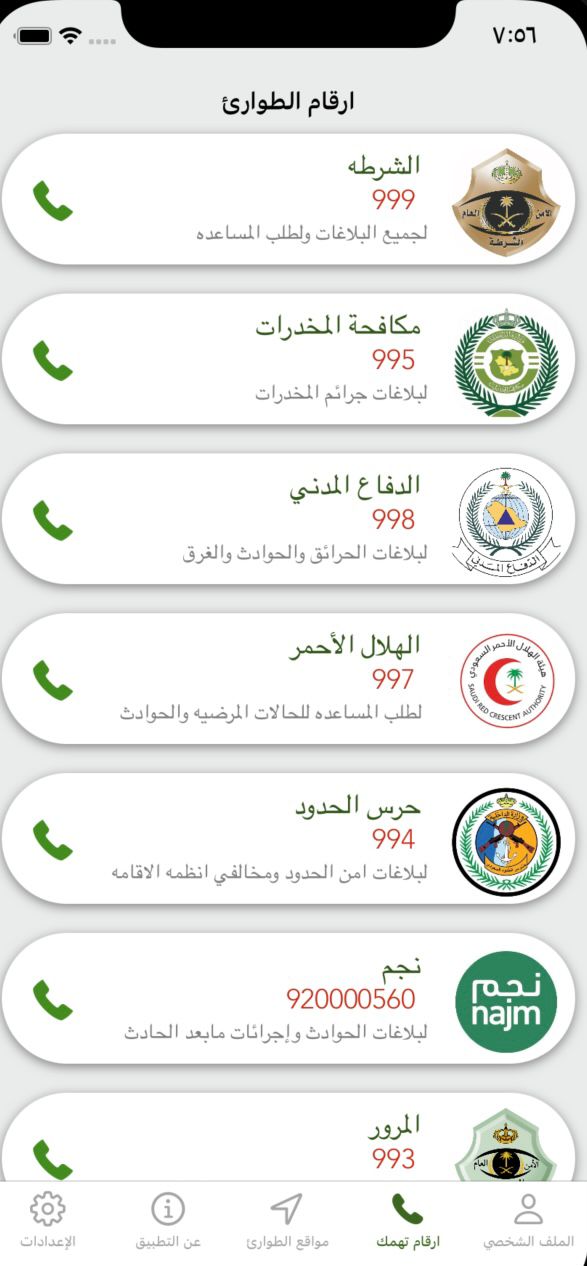 ٧:٥٦
ارقام الطوارئ
الشرطه
999
لجميع البلاغات ولطلب المساعده
الامن العام
الشرطة
مكافحة المخدرات
995
لبلاغات جرائم المخدرات
الدفاع المدني
998
لبلاغات الحرائق والحوادث والغرق
الدفاع المدني
الهلال الأحمر
997
لطلب المساعده للحالات المرضيه والحوادث
هيئة الهلال الأحمر السعودي
SAUDI RED CRESCENT AUTHORITY
حرس الحدود
994
لبلاغات امن الحدود ومخالفي انظمه الاقامه
نجم
920000560
لبلاغات الحوادث وإجرائات مابعد الحادث
نجم
najm
المرور
993
الأمن العام
الملف الشخصي
ارقام تهمك
مواقع الطوارئ
عن التطبيق
الإعدادات